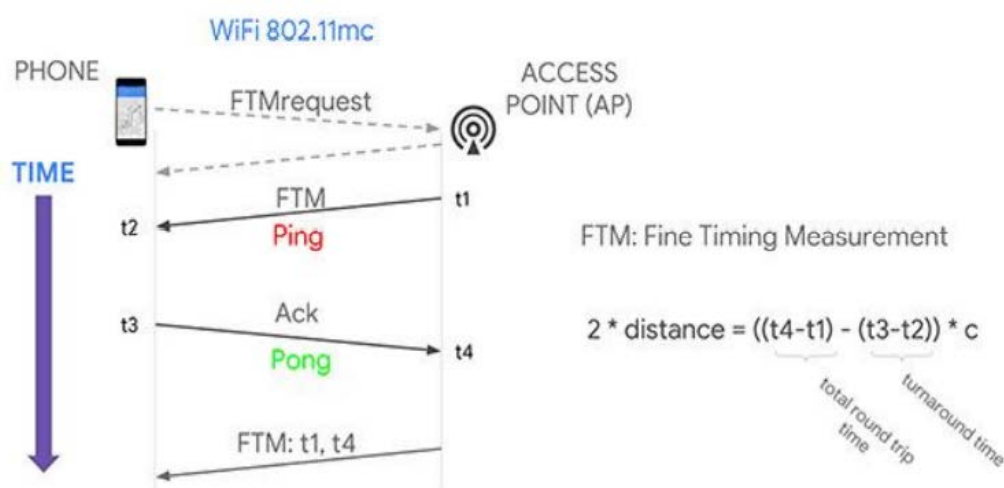 WiFi 802.11mc
PHONE
ACCESS
POINT (AP)
FTMrequest
TIME
FTM
t1
t2
Ping
FTM: Fine Timing Measurement
Ack
t3
t4
Pong
2 * distance = ((t4-t1) - (t3-t2)) * c
total round trip
time
turnaround time
FTM: t1, t4